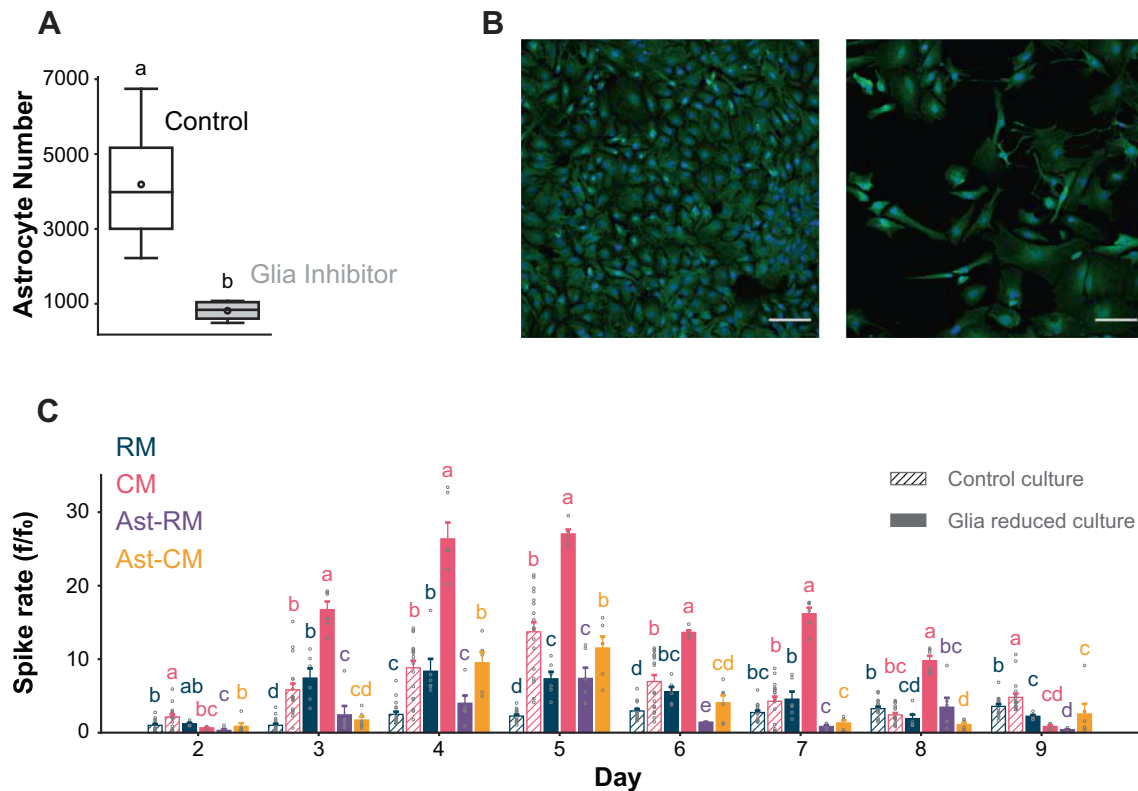 A
B
7000
5000
3000
1000
Astrocyte Number
a
Control
b
Glia Inhibitor
C
RM
CM
Ast-RM
Ast-CM
Control culture
Glia reduced culture
Spike rate (f/f₀)
30
20
10
0
b a ab bc c b
d b b a c cd
c b b a c b
d b c a c b
d b bc a e cd
bc b b a c c
b bc cd a bc d
b a c cd d c
2 3 4 5 6 7 8 9
Day